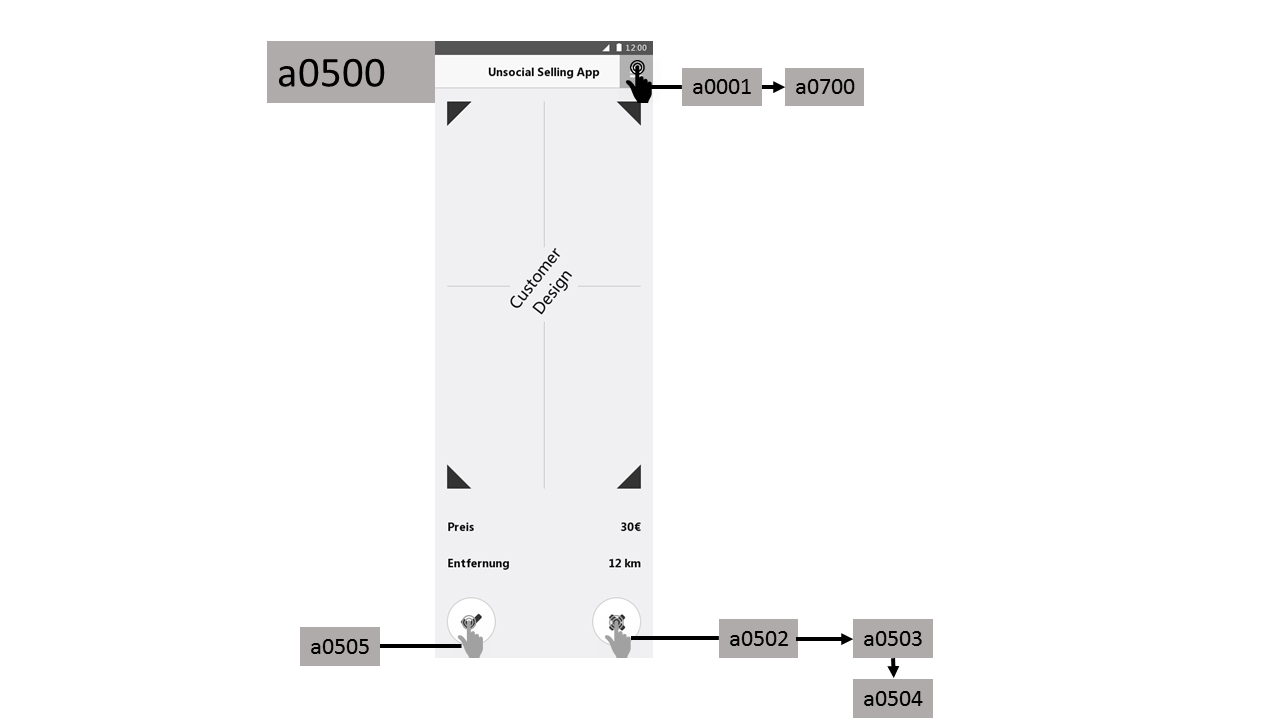 a0500
12:00
Unsocial Selling App
a0001
a0700
Customer
Design
Preis 30€
Entfernung 12 km
a0505
a0502
a0503
a0504